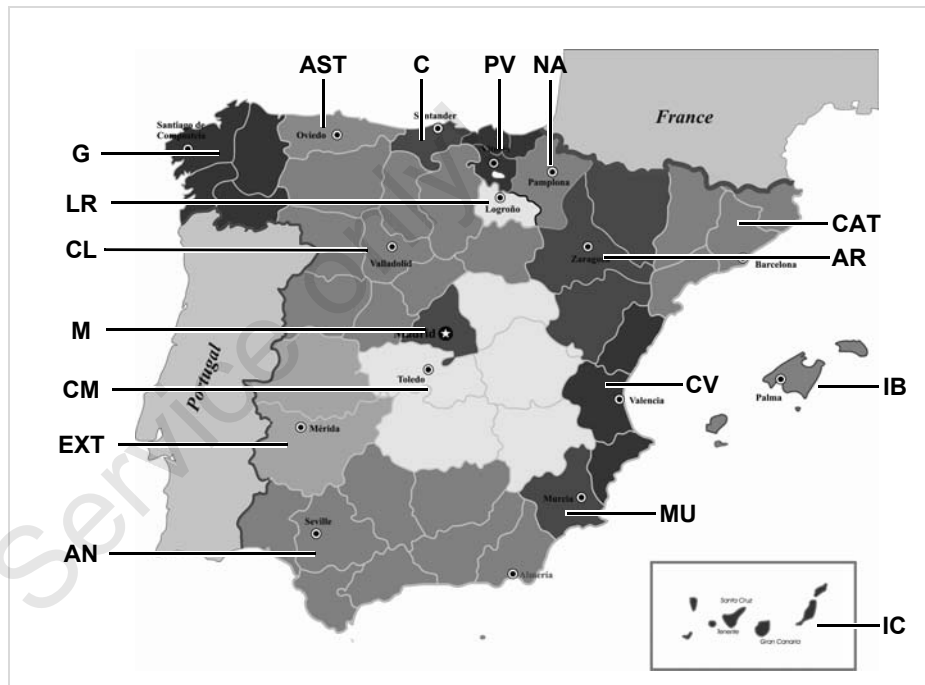 AST C PV NA
France
Santander
Santiago de
Oviedo
G
Pamplona
LR
Logroño
CAT
CL
Valladolid
Zaragoza
AR
Barcelona
M
Madrid
Portugal
Toledo
CM
CV
Palma
IB
Valencia
Mérida
EXT
Murcia
MU
Seville
AN
Almería
Santa Cruz
Tenerife
Gran Canaria
IC
Service only